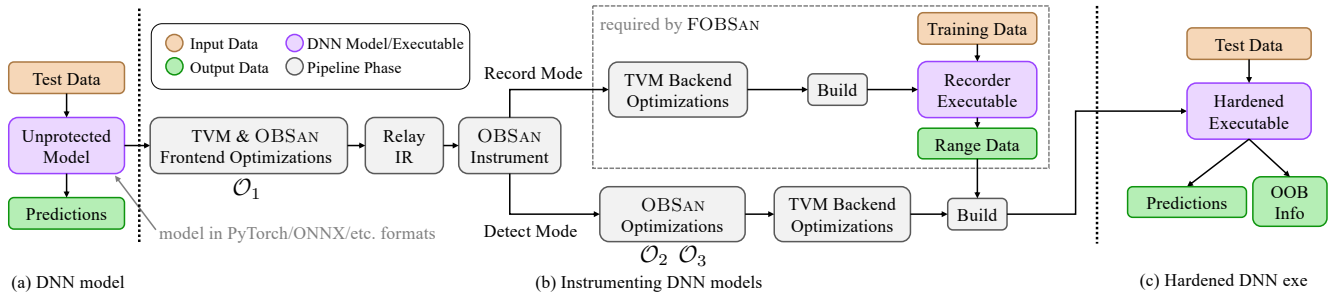 Input Data
Output Data
DNN Model/Executable
Pipeline Phase
Test Data
Unprotected
Model
Predictions
TVM & OBSAN
Frontend Optimizations
O1
Relay
IR
OBSAN
Instrument
model in PyTorch/ONNX/etc. formats
Record Mode
required by FOBSAN
TVM Backend
Optimizations
Build
Training Data
Recorder
Executable
Range Data
Detect Mode
OBSAN
Optimizations
O2 O3
TVM Backend
Optimizations
Build
Test Data
Hardened
Executable
Predictions
OOB
Info
(a) DNN model
(b) Instrumenting DNN models
(c) Hardened DNN exe